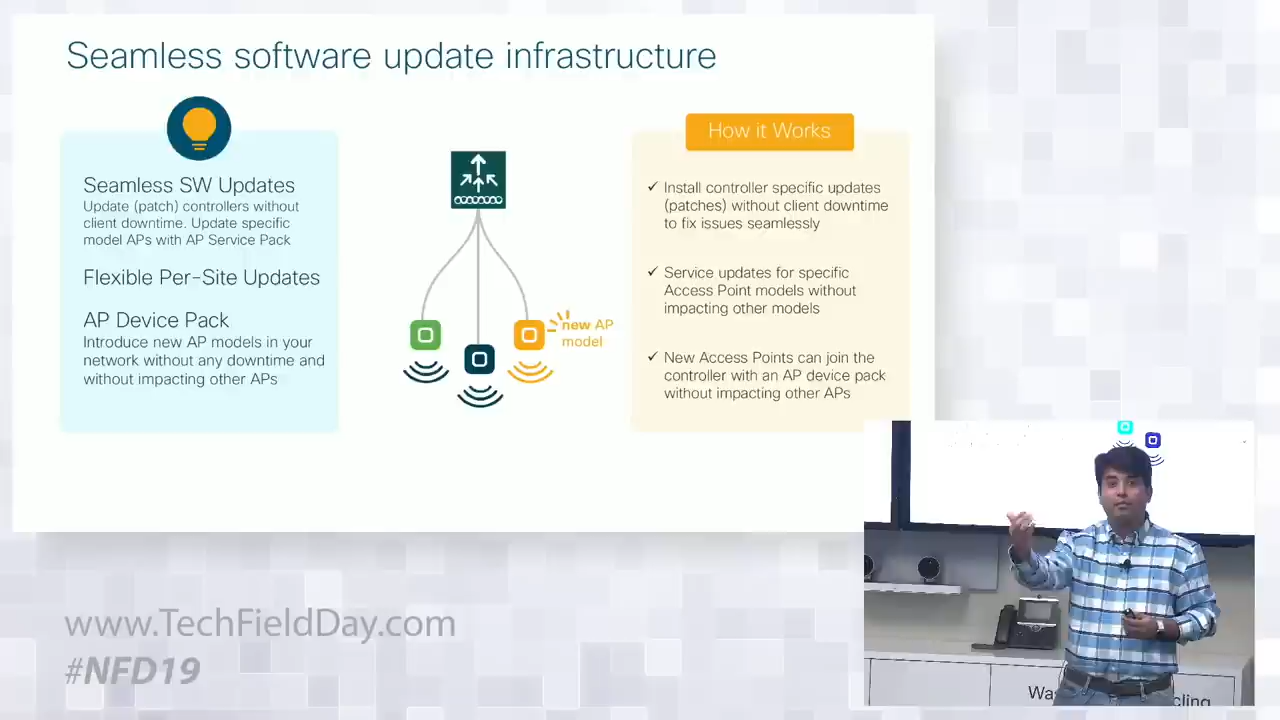 Seamless software update infrastructure
Seamless SW Updates
Update (patch) controllers without
client downtime. Update specific
model APs with AP Service Pack
Flexible Per-Site Updates
AP Device Pack
Introduce new AP models in your
network without any downtime and
without impacting other APs
new AP
model
How it Works
✓ Install controller specific updates
(patches) without client downtime
to fix issues seamlessly
✓ Service updates for specific
Access Point models without
impacting other models
✓ New Access Points can join the
controller with an AP device pack
without impacting other APs
www.TechFieldDay.com
#NFD19